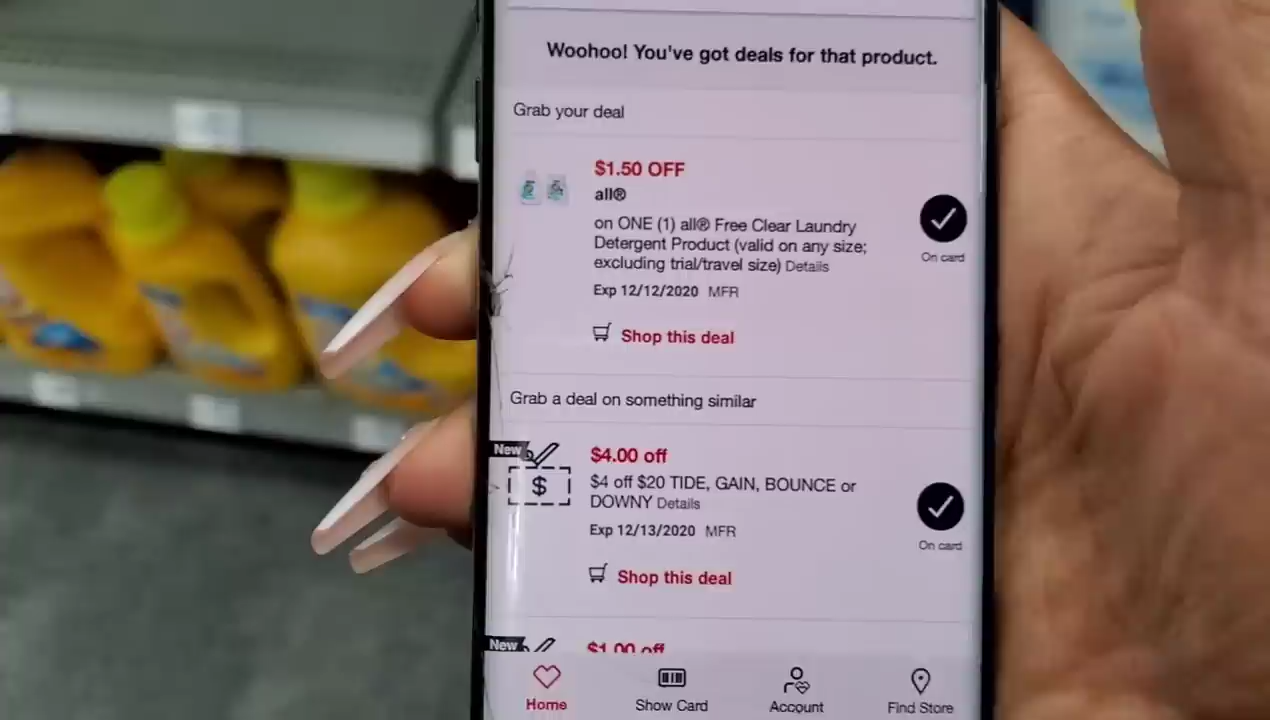 Woohoo! You've got deals for that product.
Grab your deal
$1.50 OFF
all®
on ONE (1) all® Free Clear Laundry
Detergent Product (valid on any size;
excluding trial/travel size) Details
On card
Exp 12/12/2020 MFR
Shop this deal
Grab a deal on something similar
New
$4.00 off
$
$4 off $20 TIDE, GAIN, BOUNCE or
DOWNY Details
On card
Exp 12/13/2020 MFR
Shop this deal
New
$1.00 off
Home
Show Card
Account
Find Store